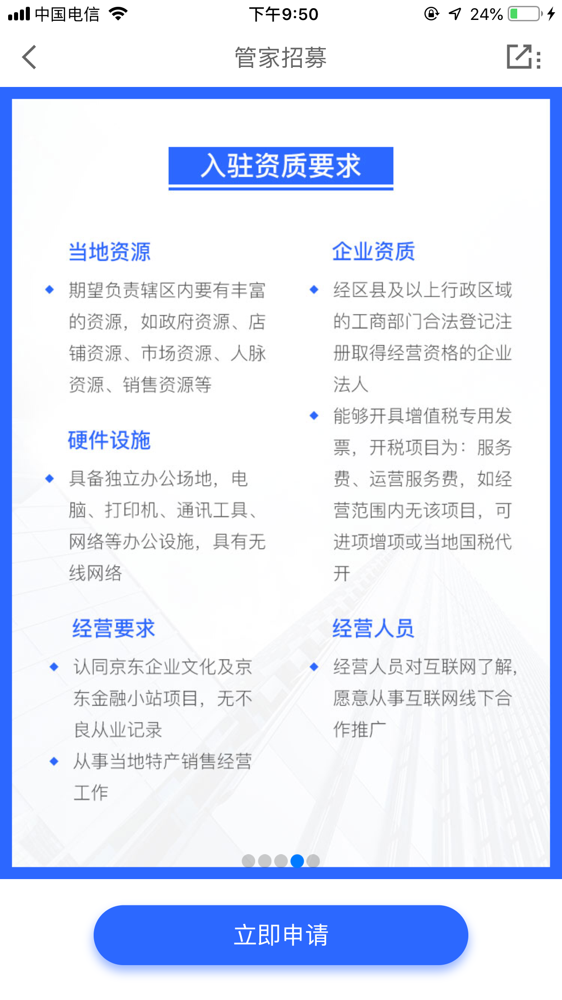 中国电信
下午9:50
24%
管家招募
入驻资质要求
当地资源
期望负责辖区内要有丰富
的资源，如政府资源、店
铺资源、市场资源、人脉
资源、销售资源等
硬件设施
具备独立办公场地，电
脑、打印机、通讯工具、
网络等办公设施，具有无
线网络
经营要求
认同京东企业文化及京
东金融小站项目，无不
良从业记录
从事当地特产销售经营
工作
企业资质
经区县及以上行政区域
的工商部门合法登记注
册取得经营资格的企业
法人
能够开具增值税专用发
票，开税项目为：服务
费、运营服务费，如经
营范围内无该项目，可
进项增项或当地国税代
开
经营人员
经营人员对互联网了解，
愿意从事互联网线下合
作推广
立即申请